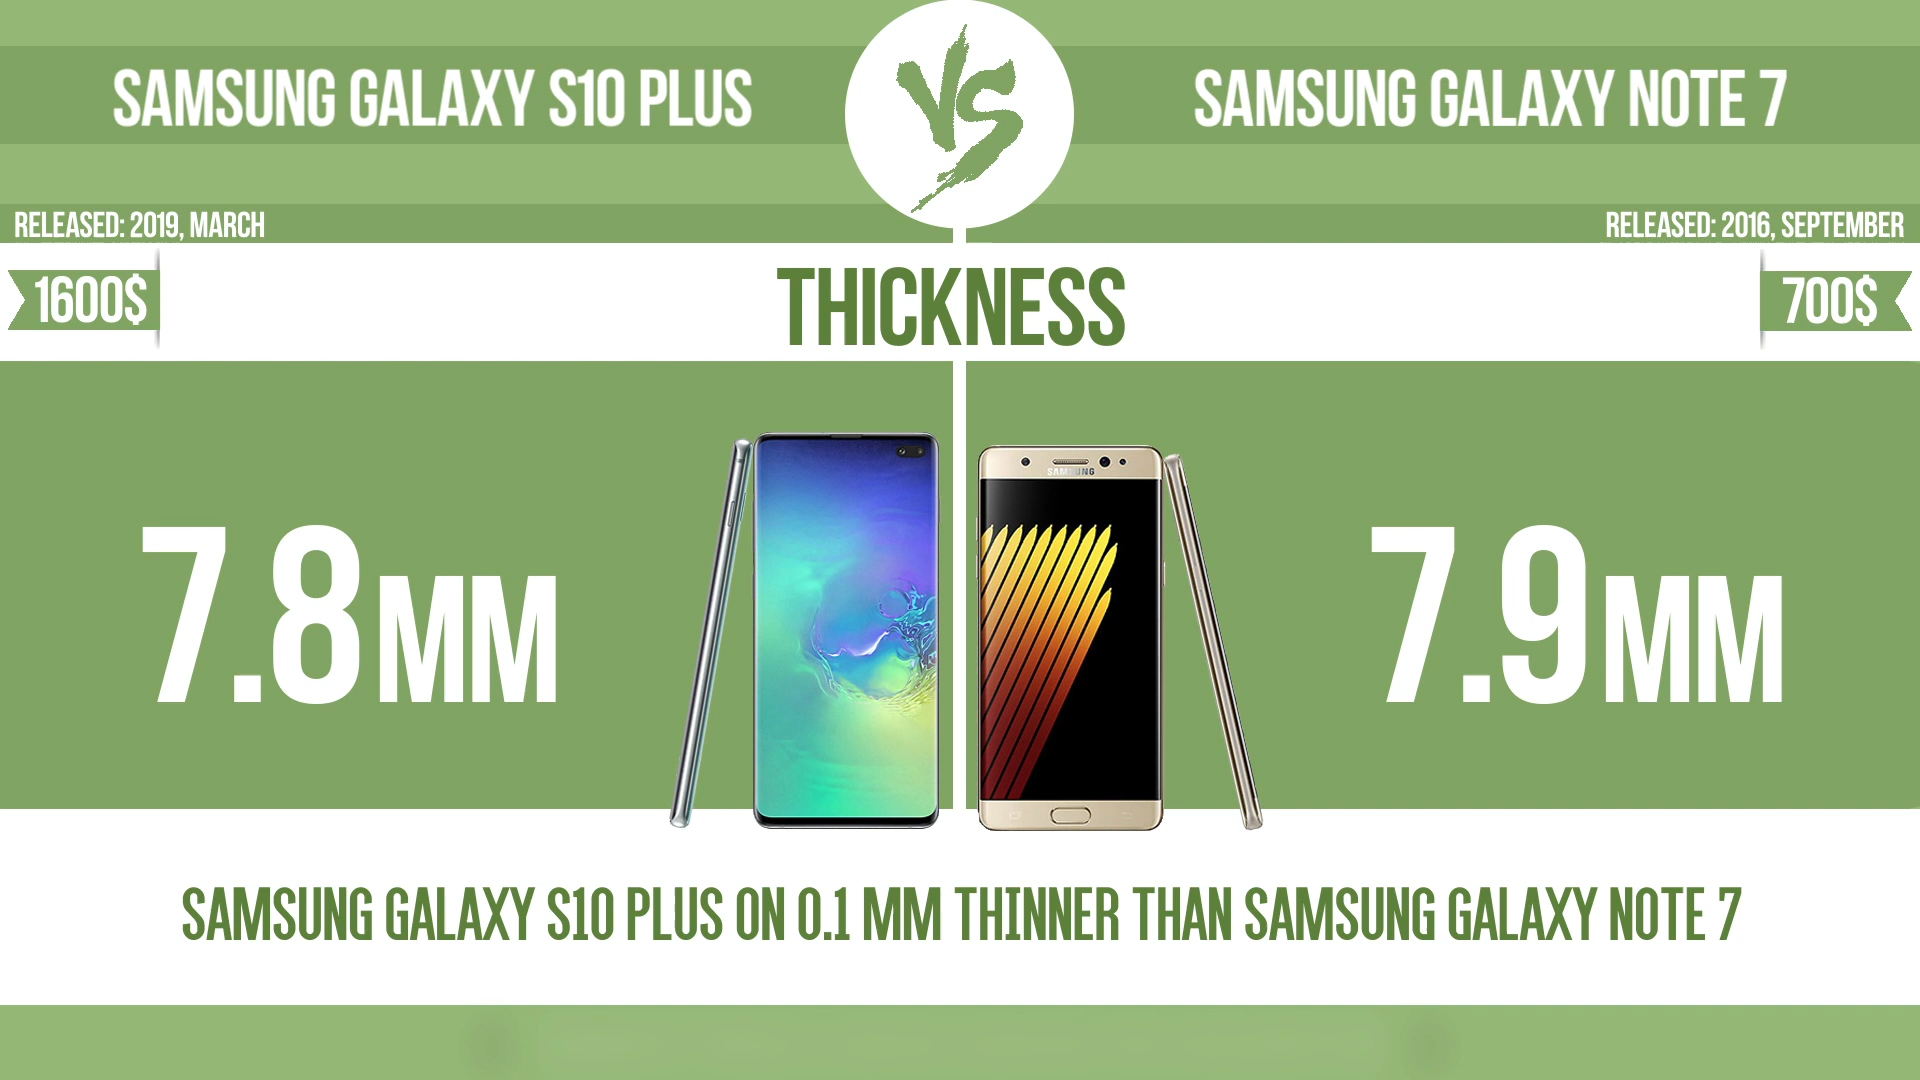 SAMSUNG GALAXY S10 PLUS
VS
SAMSUNG GALAXY NOTE 7
RELEASED: 2019, MARCH
RELEASED: 2016, SEPTEMBER
1600$
THICKNESS
700$
SAMSUNG
7.8MM
7.9MM
SAMSUNG GALAXY S10 PLUS ON 0.1 MM THINNER THAN SAMSUNG GALAXY NOTE 7